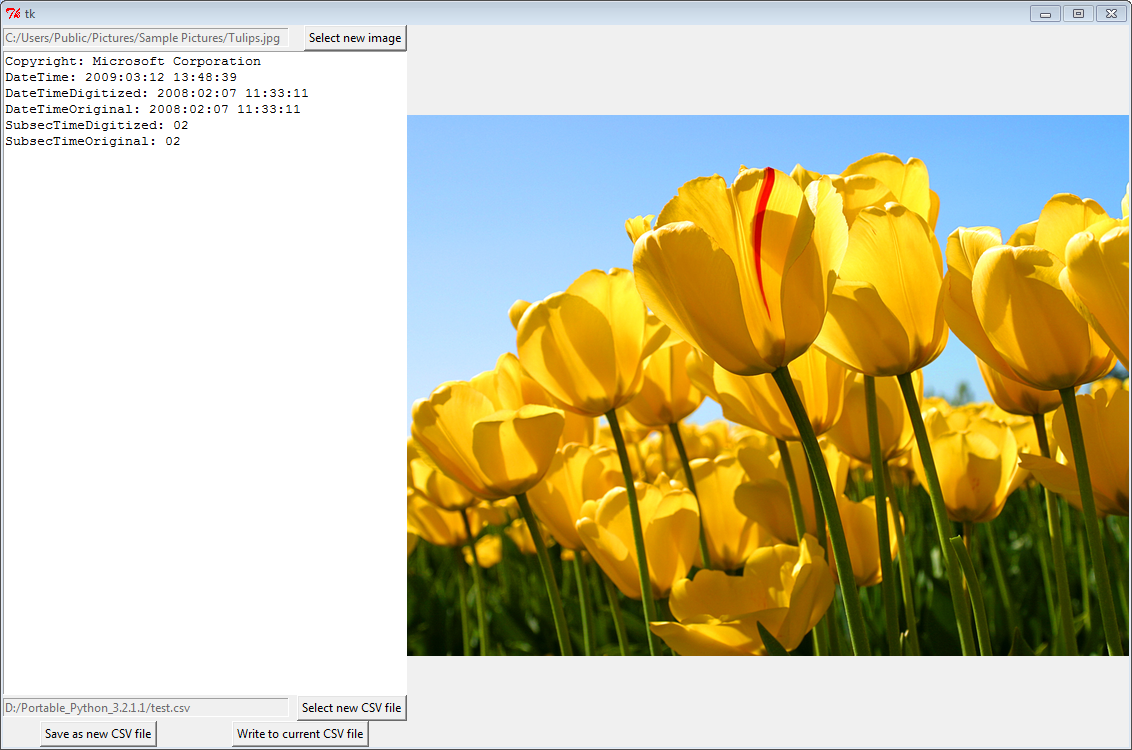 tk
C:/Users/Public/Pictures/Sample Pictures/Tulips.jpg
Select new image
Copyright: Microsoft Corporation
DateTime: 2009:03:12 13:48:39
DateTimeDigitized: 2008:02:07 11:33:11
DateTimeOriginal: 2008:02:07 11:33:11
SubsecTimeDigitized: 02
SubsecTimeOriginal: 02
D:/Portable_Python_3.2.1.1/test.csv
Select new CSV file
Save as new CSV file
Write to current CSV file